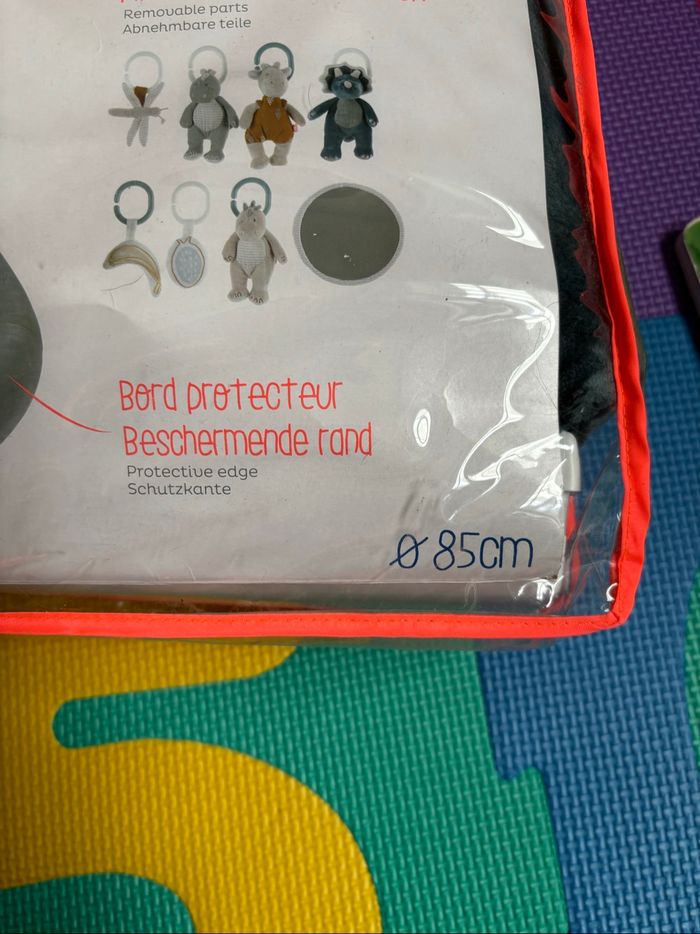 Removable parts
Abnehmbare teile
Bord protecteur
Beschermende rand
Protective edge
Schutzkante
Ø 85cm